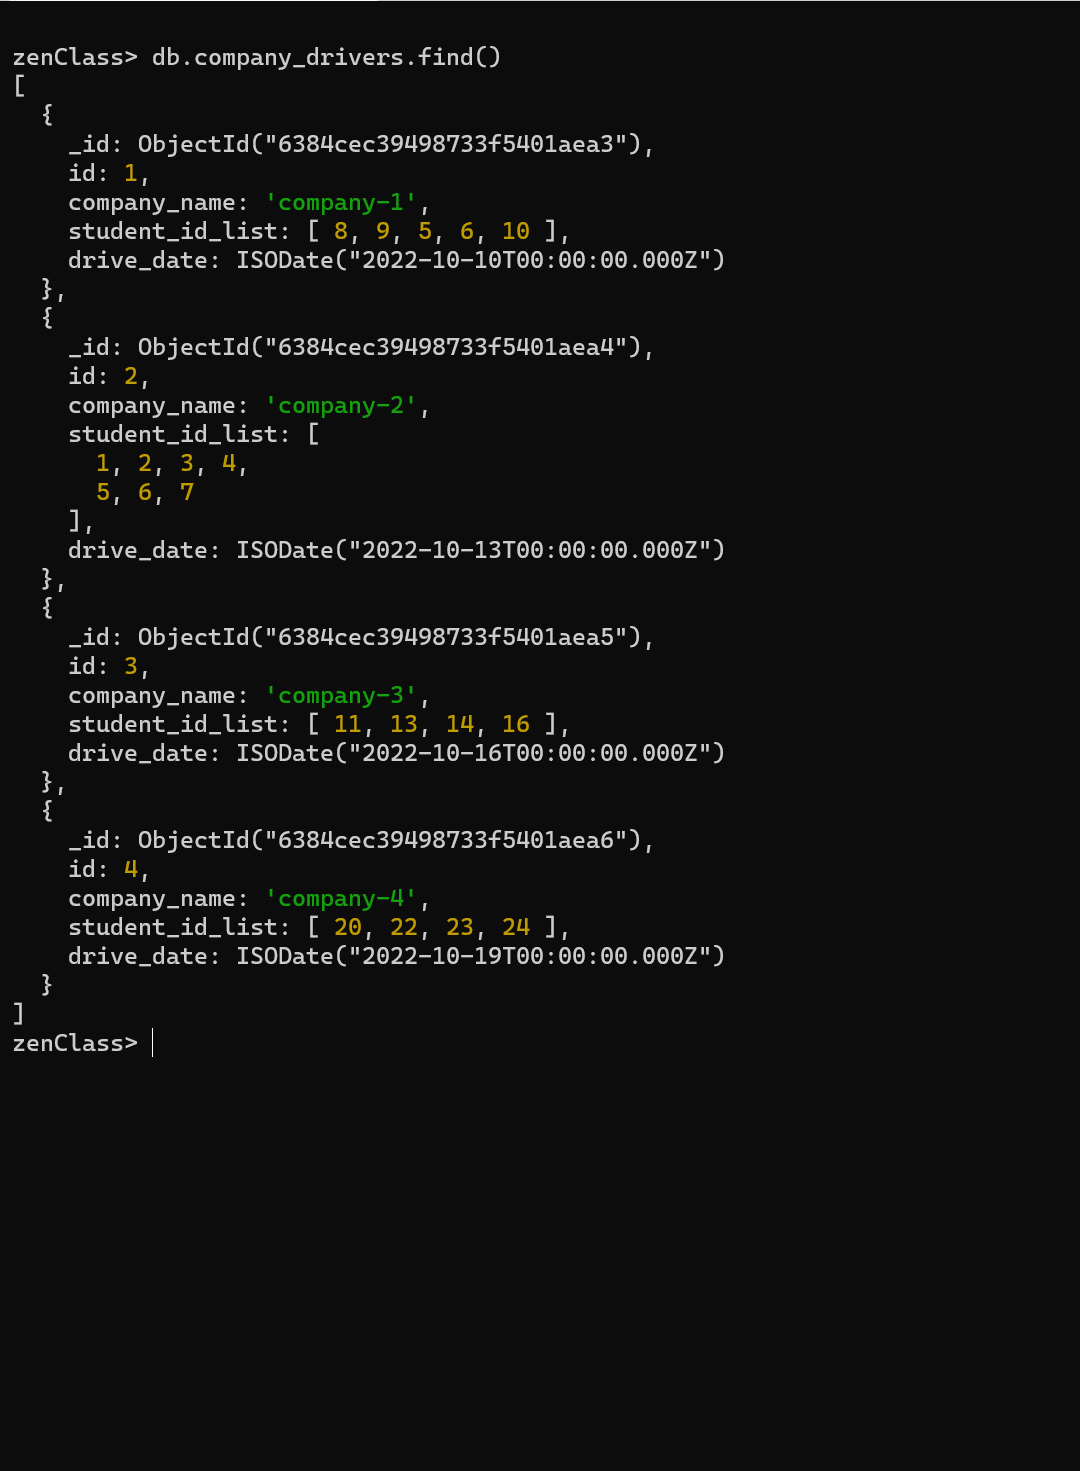 zenClass> db.company_drivers.find()
[
  {
    _id: ObjectId("6384cec39498733f5401aea3"),
    id: 1,
    company_name: 'company-1',
    student_id_list: [ 8, 9, 5, 6, 10 ],
    drive_date: ISODate("2022-10-10T00:00:00.000Z")
  },
  {
    _id: ObjectId("6384cec39498733f5401aea4"),
    id: 2,
    company_name: 'company-2',
    student_id_list: [
      1, 2, 3, 4,
      5, 6, 7
    ],
    drive_date: ISODate("2022-10-13T00:00:00.000Z")
  },
  {
    _id: ObjectId("6384cec39498733f5401aea5"),
    id: 3,
    company_name: 'company-3',
    student_id_list: [ 11, 13, 14, 16 ],
    drive_date: ISODate("2022-10-16T00:00:00.000Z")
  },
  {
    _id: ObjectId("6384cec39498733f5401aea6"),
    id: 4,
    company_name: 'company-4',
    student_id_list: [ 20, 22, 23, 24 ],
    drive_date: ISODate("2022-10-19T00:00:00.000Z")
  }
]
zenClass>